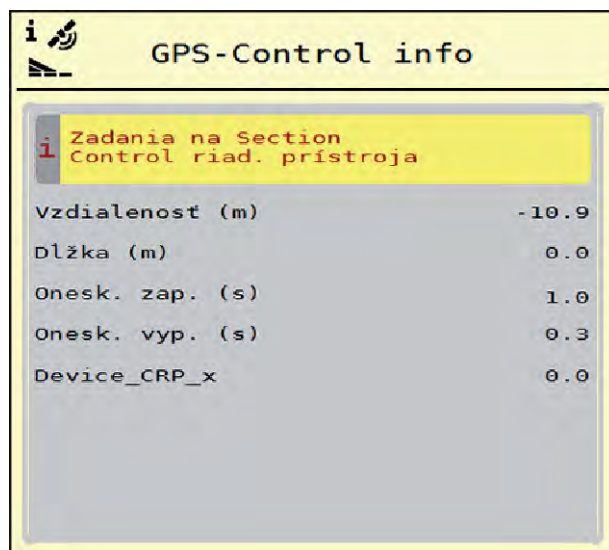 i
GPS-Control info
i Zadania na Section
Control riad. prístroja
Vzdialenosť (m) -10.9
Dĺžka (m) 0.0
Onesk. zap. (s) 1.0
Onesk. vyp. (s) 0.3
Device_CRP_x 0.0